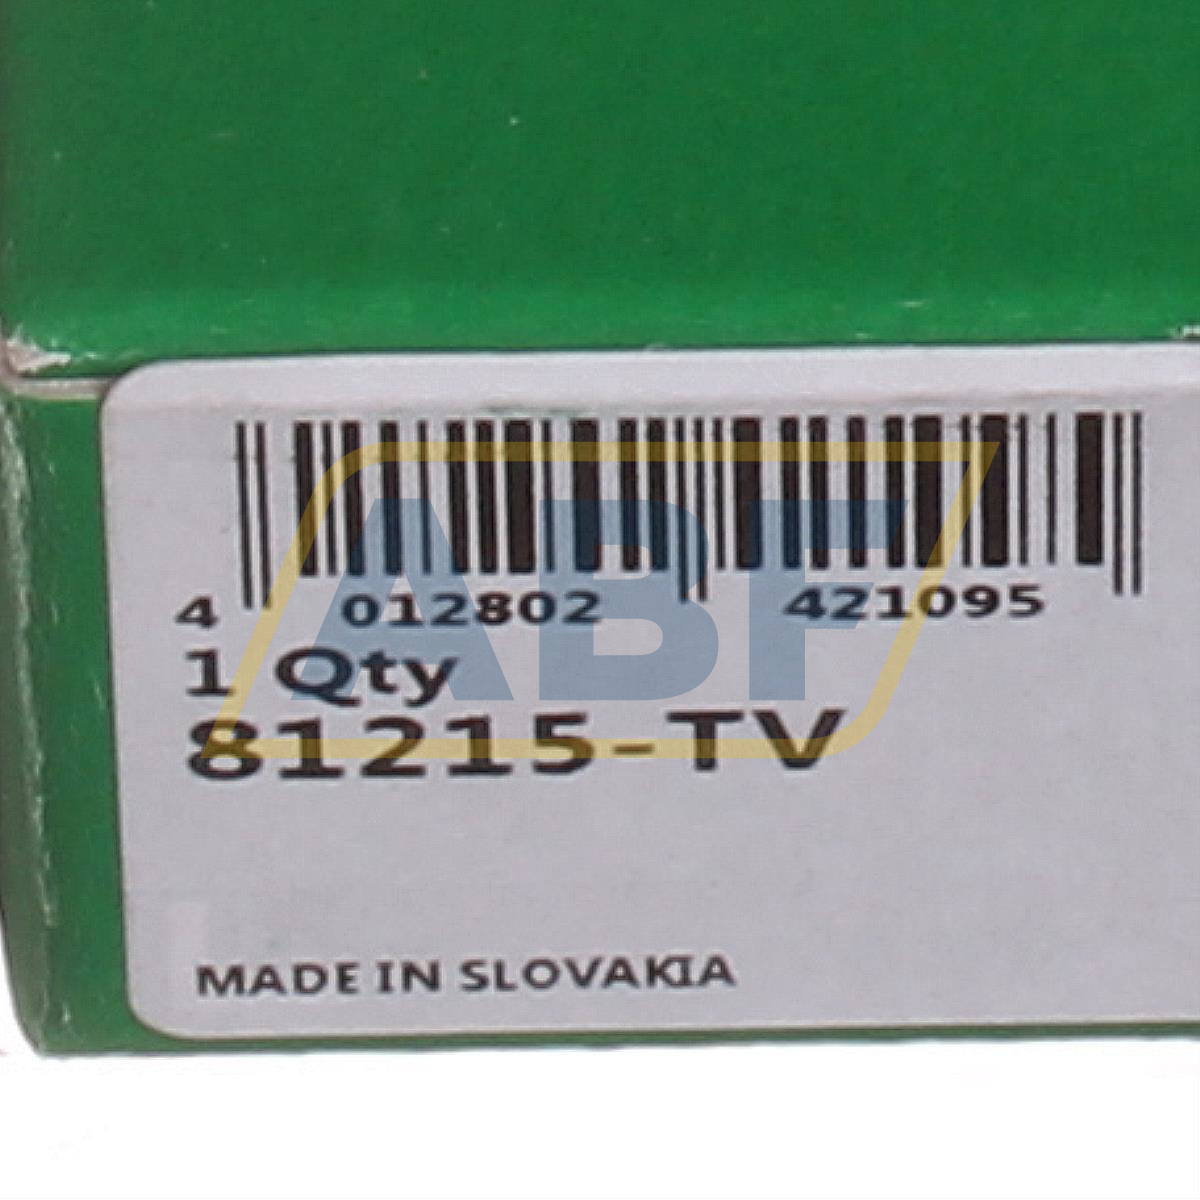 4 012802 421095
1 Qty
81215-TV
MADE IN SLOVAKIA
ABF